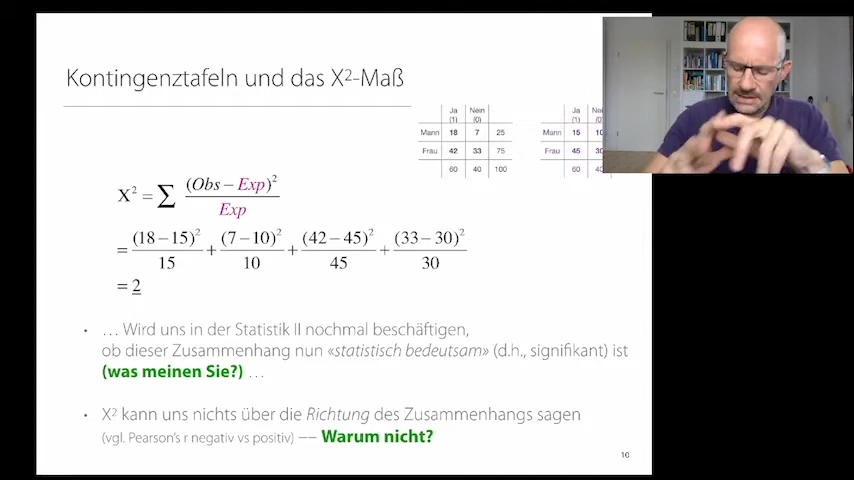 Kontingenztafeln und das X²-Maß
Ja Nein
(1) (0)
Mann 18 7 25
Frau 42 33 75
60 40 100
Ja
(1) (0)
Mann 15 10
Frau 45 30
60 40
X² = ∑ (Obs – Exp)² / Exp
= (18 – 15)² / 15 + (7 – 10)² / 10 + (42 – 45)² / 45 + (33 – 30)² / 30
= 2
• … Wird uns in der Statistik II nochmal beschäftigen,
ob dieser Zusammenhang nun «statistisch bedeutsam» (d.h., signifikant) ist
(was meinen Sie?) …
• X² kann uns nichts über die Richtung des Zusammenhangs sagen
(vgl. Pearson's r negativ vs positiv) –– Warum nicht?
16